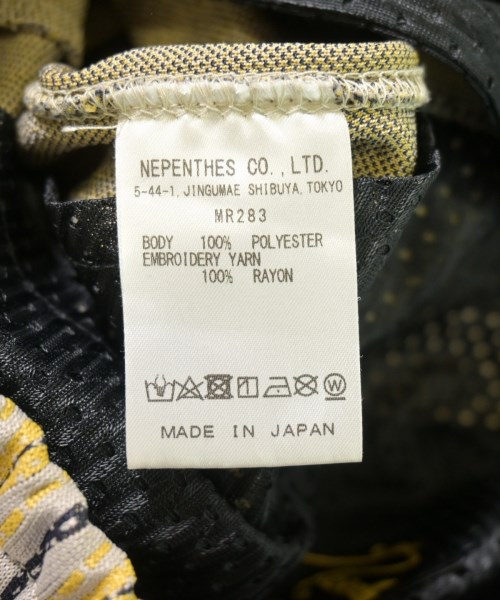 NEPENTHES CO., LTD.
5-44-1, JINGUMAE SHIBUYA, TOKYO
MR283
BODY 100% POLYESTER
EMBROIDERY YARN
100% RAYON
W
MADE IN JAPAN